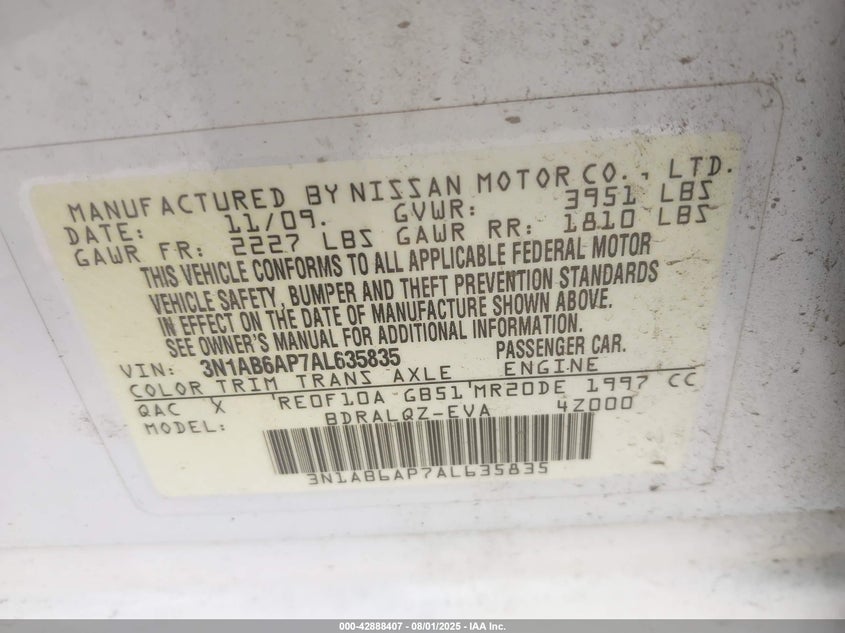 MANUFACTURED BY NISSAN MOTOR CO., LTD.
DATE: 11/09. GVWR: 3951 LBS
GAWR FR: 2227 LBS GAWR RR: 1810 LBS
THIS VEHICLE CONFORMS TO ALL APPLICABLE FEDERAL MOTOR
VEHICLE SAFETY, BUMPER AND THEFT PREVENTION STANDARDS
IN EFFECT ON THE DATE OF MANUFACTURE SHOWN ABOVE.
SEE OWNER'S MANUAL FOR ADDITIONAL INFORMATION.
VIN: 3N1AB6AP7AL635835 PASSENGER CAR.
COLOR TRIM TRANS AXLE ENGINE
QAC X RE0F10A GB51 MR20DE 1997 CC
MODEL: BDRALQZ-EVA 4Z000
3N1AB6AP7AL635835
000-42888407 - 08/01/2025 - IAA Inc.